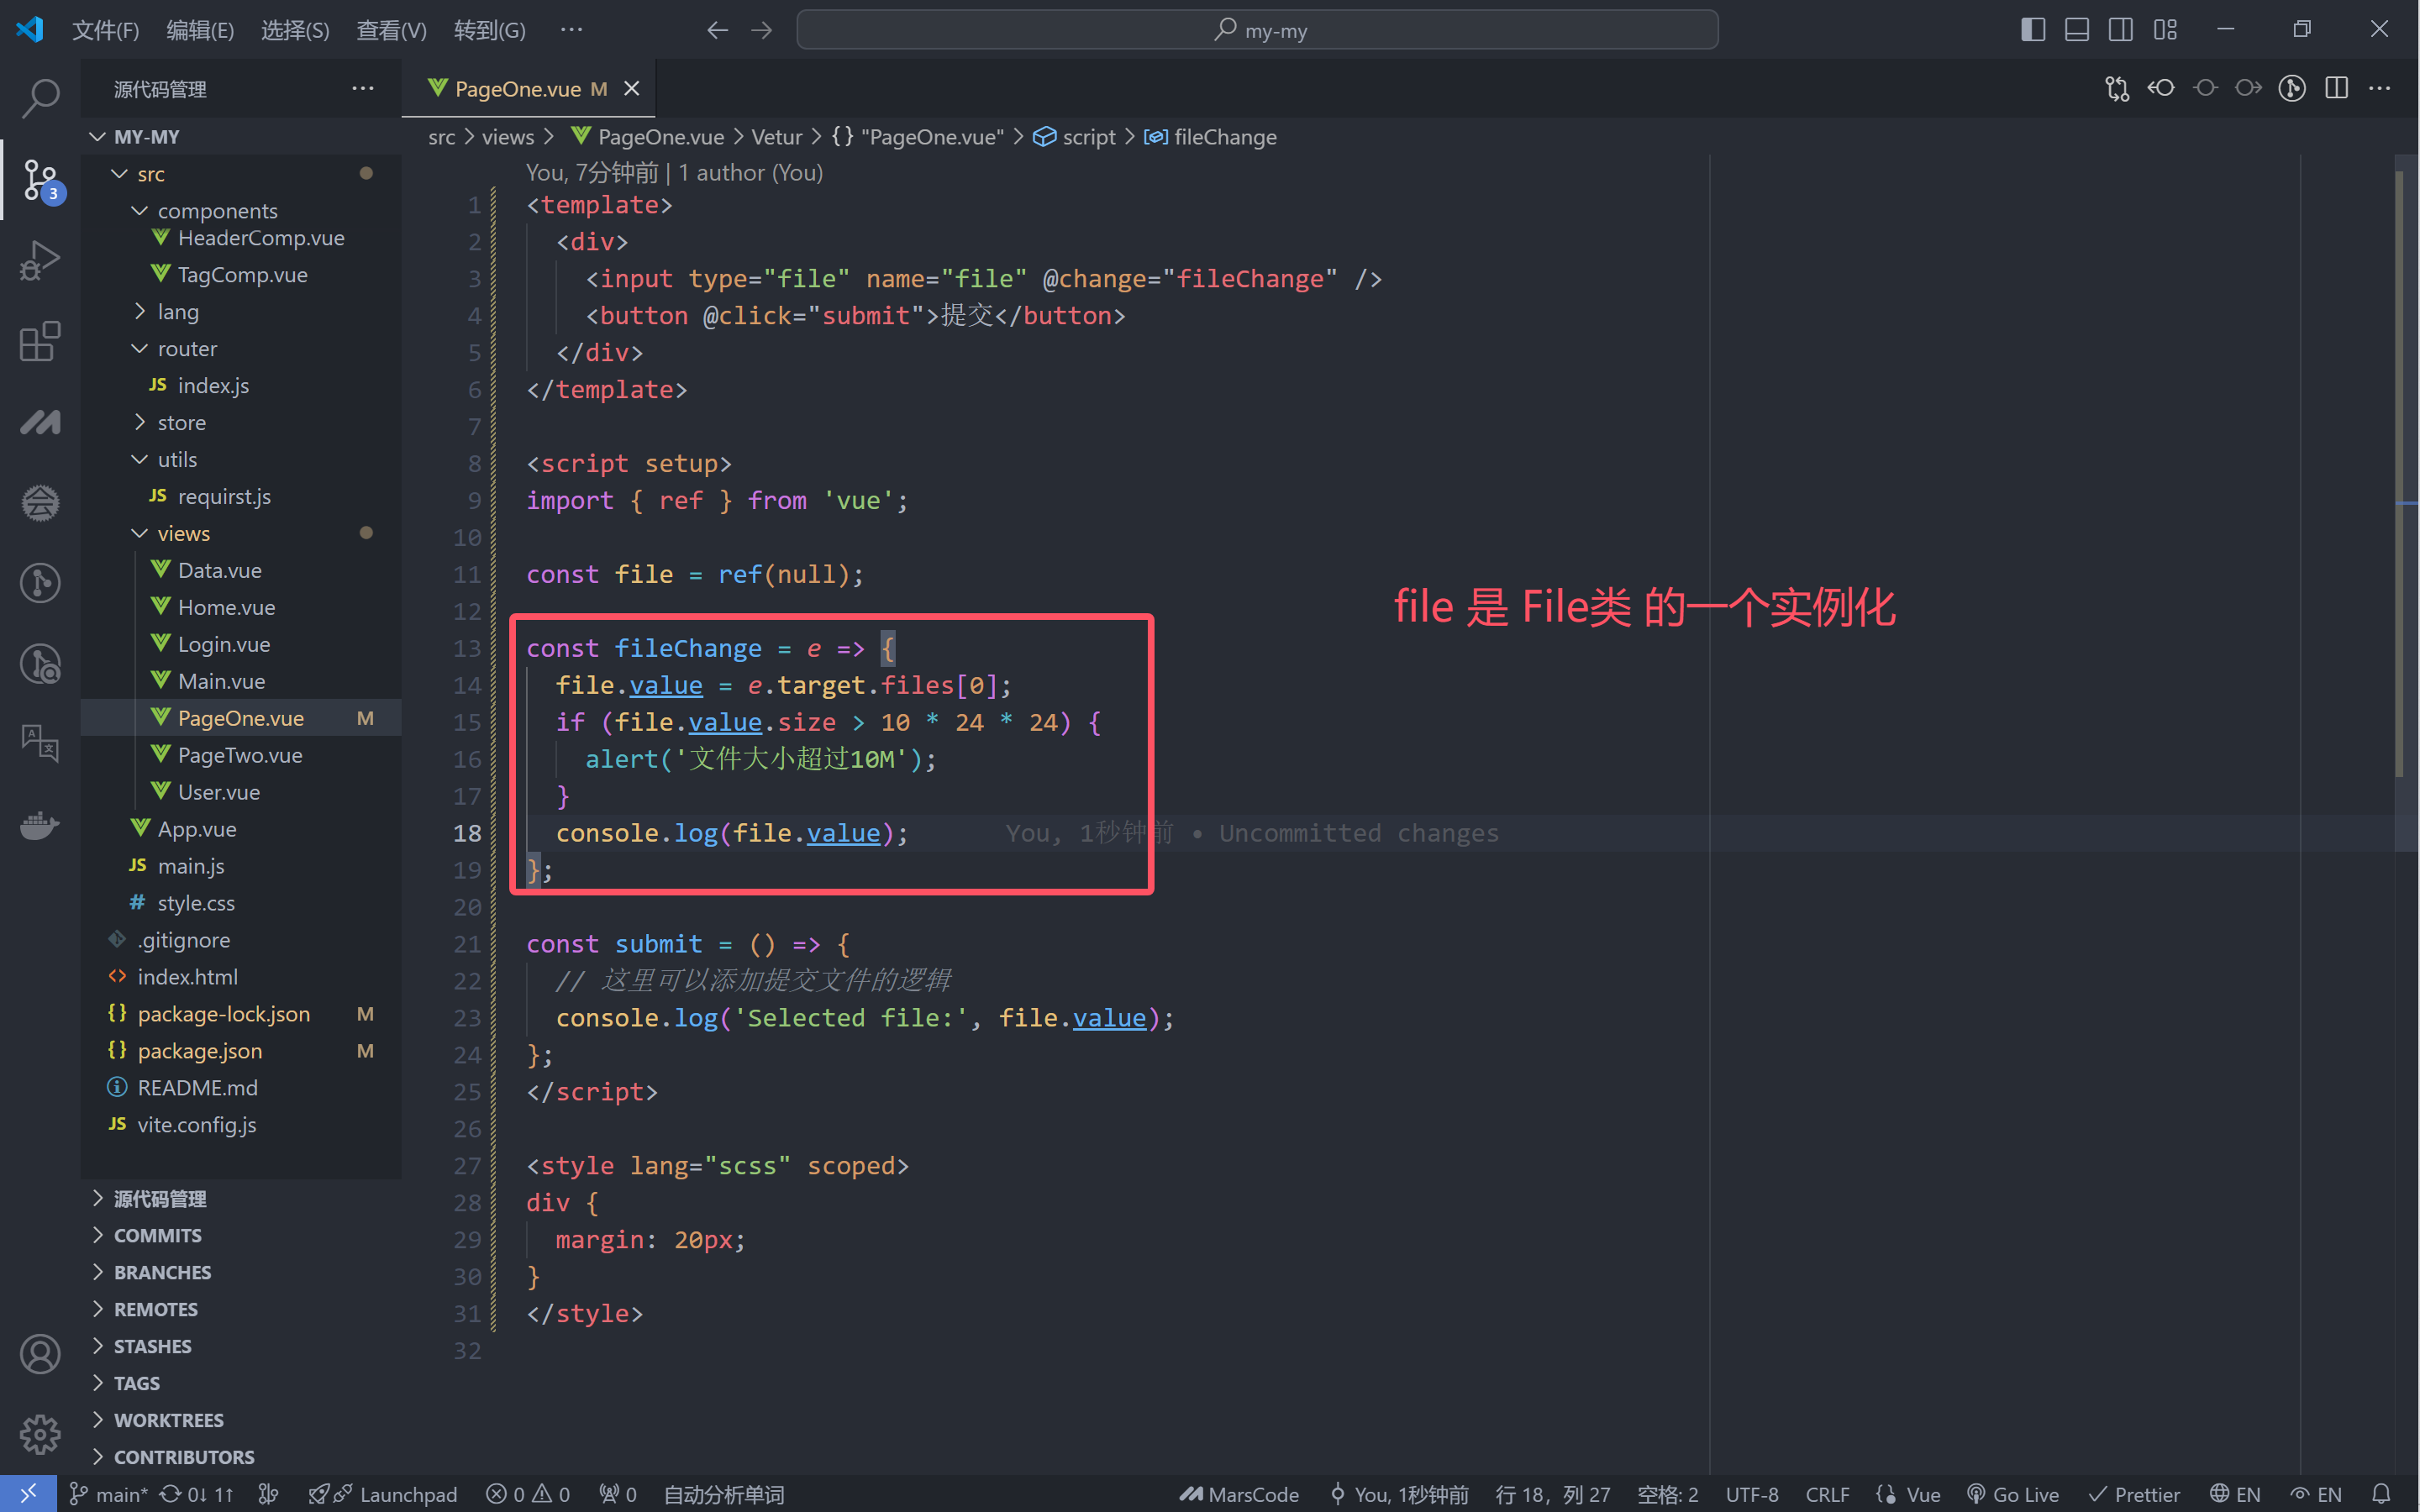 文件(F) 编辑(E) 选择(S) 查看(V) 转到(G) ··· my-my
源代码管理 ···
PageOne.vue M
MY-MY
src > views > PageOne.vue > Vetur > {} "PageOne.vue" > script > fileChange
src
components
HeaderComp.vue
TagComp.vue
lang
router
JS index.js
store
utils
JS requirst.js
views
Data.vue
Home.vue
Login.vue
Main.vue
PageOne.vue M
PageTwo.vue
User.vue
App.vue
JS main.js
# style.css
.gitignore
<> index.html
{} package-lock.json M
{} package.json M
README.md
JS vite.config.js
源代码管理
COMMITS
BRANCHES
REMOTES
STASHES
TAGS
WORKTREES
CONTRIBUTORS
3
You, 7分钟前 | 1 author (You)
1 <template>
2 <div>
3 <input type="file" name="file" @change="fileChange" />
4 <button @click="submit">提交</button>
5 </div>
6 </template>
7
8 <script setup>
9 import { ref } from 'vue';
10
11 const file = ref(null);
12
file 是 File类 的一个实例化
13 const fileChange = e => {
14 file.value = e.target.files[0];
15 if (file.value.size > 10 * 24 * 24) {
16 alert('文件大小超过10M');
17 }
18 console.log(file.value); You, 1秒钟前 • Uncommitted changes
19 };
20
21 const submit = () => {
22 // 这里可以添加提交文件的逻辑
23 console.log('Selected file:', file.value);
24 };
25 </script>
26
27 <style lang="scss" scoped>
28 div {
29 margin: 20px;
30 }
31 </style>
32
main* 0↓ 1↑ Launchpad 0 0 0 自动分析单词 MarsCode You, 1秒钟前 行 18，列 27 空格: 2 UTF-8 CRLF Vue Go Live Prettier EN EN